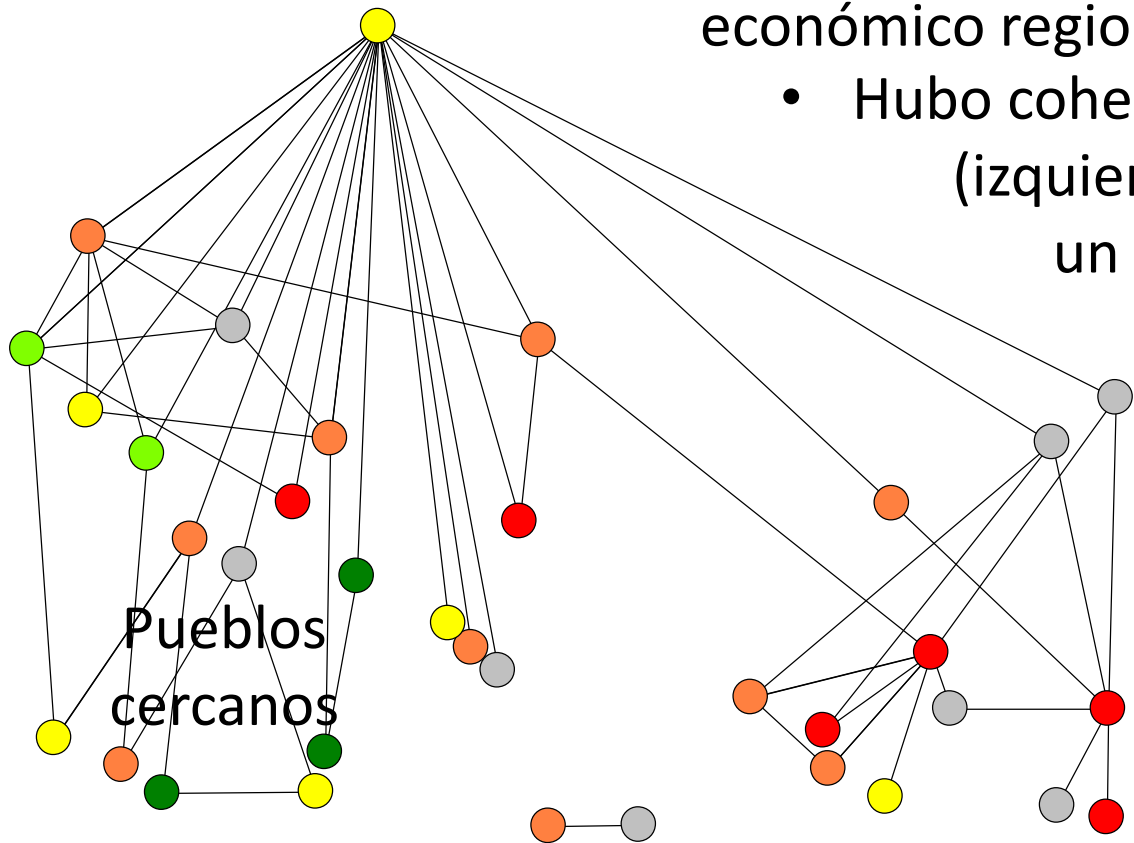 económico regio
• Hubo cohe
(izquier
un
Pueblos
cercanos